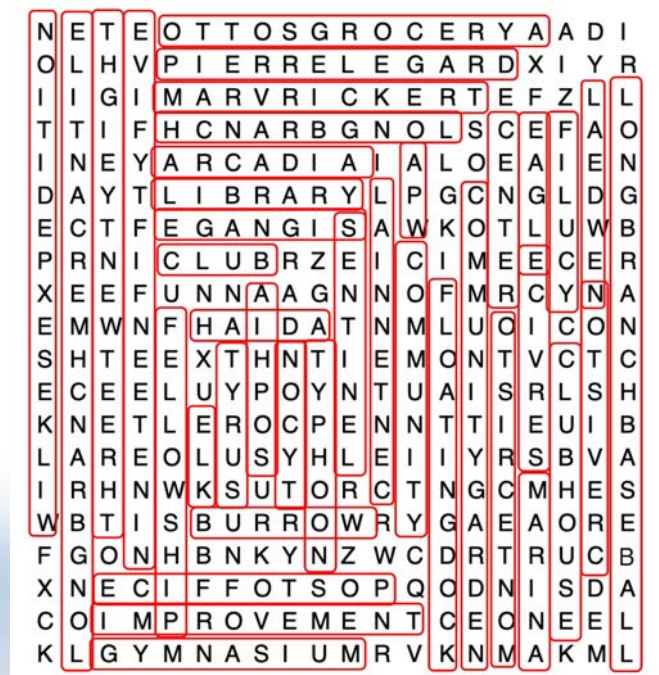 N E T E O T T O S G R O C E R Y A A D I
O L H V P I E R R E L E G A R D X I Y R
I I G I M A R V R I C K E R T E F Z L L
T T I F H C N A R B G N O L S C E F A O
I N E Y A R C A D I A I A L O E A I E N
D A Y T L I B R A R Y L P G C N G L D G
E C T F E G A N G I S A W K O T L U W B
P R N I C L U B R Z E I C I M E E C E R
X E E F U N N A A G N N O F M R C Y N A
E M W N F H A I D A T N M L U O I C O N
S H T E E X T H N T I E M O N T V C T C
E C E E L U Y P O Y N T U A I S R L S H
K N E T L E R O C P E N N T T I E U I B
L A R E O L U S Y H L E I I Y R S B V A
I R H N W K S U T O R C T N G C M H E S
W B T I S B U R R O W R Y G A E A O R E
F G O N H B N K Y N Z W C D R T R U C B
X N E C I F F O T S O P Q O D N I S D A
C O I M P R O V E M E N T C E O N E E L
K L G Y M N A S I U M R V K N M A K M L